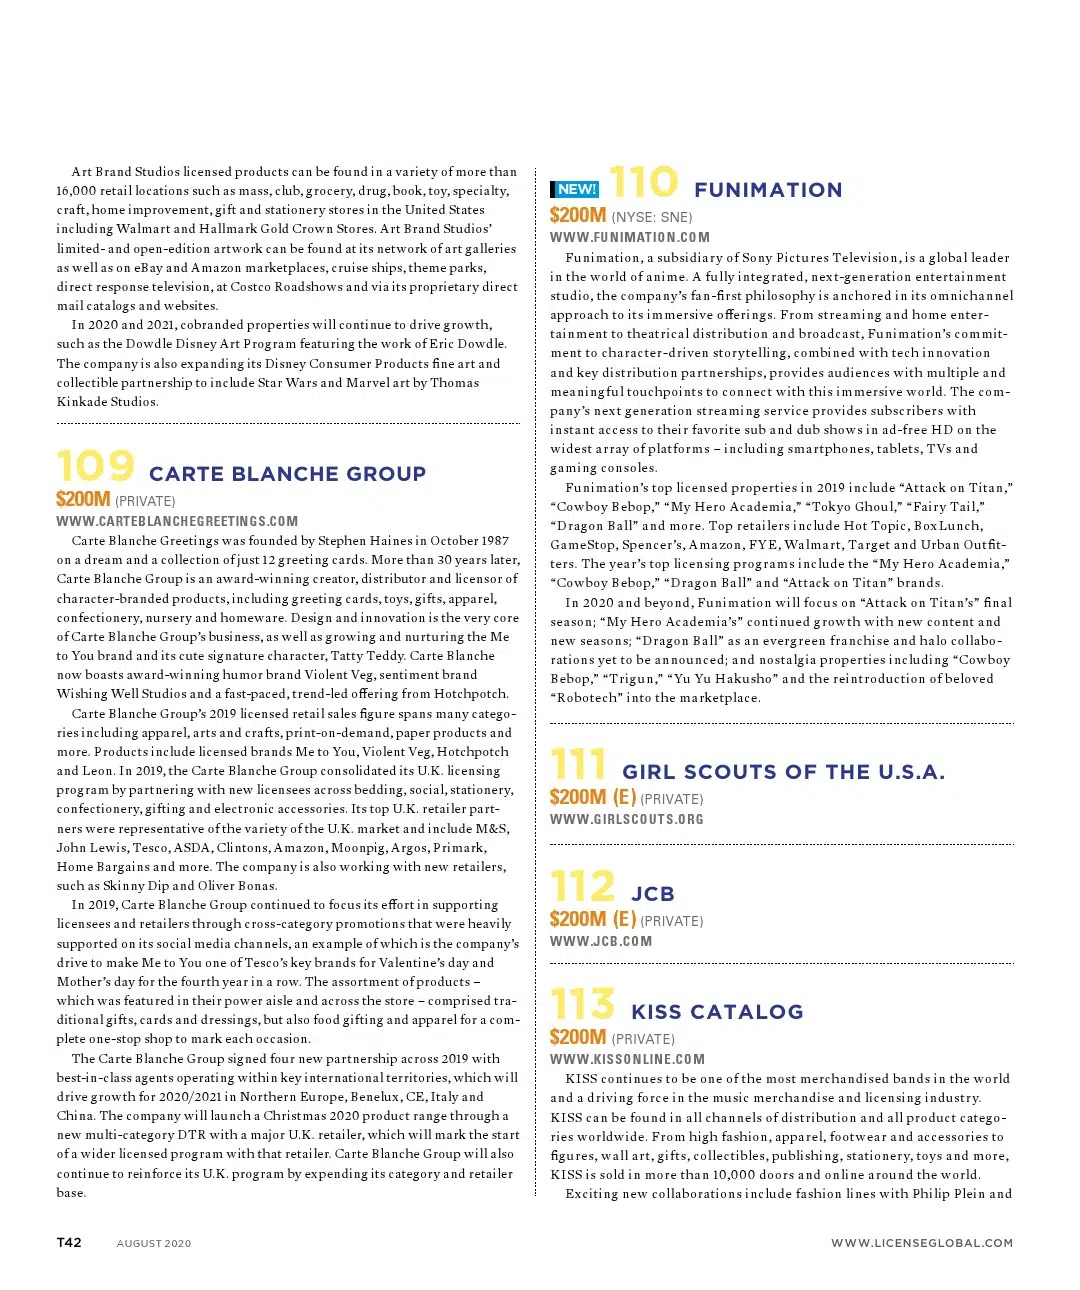 Art Brand Studios licensed products can be found in a variety of more than
16,000 retail locations such as mass, club, grocery, drug, book, toy, specialty,
craft, home improvement, gift and stationery stores in the United States
including Walmart and Hallmark Gold Crown Stores. Art Brand Studios’
limited- and open-edition artwork can be found at its network of art galleries
as well as on eBay and Amazon marketplaces, cruise ships, theme parks,
direct response television, at Costco Roadshows and via its proprietary direct
mail catalogs and websites.
In 2020 and 2021, cobranded properties will continue to drive growth,
such as the Dowdle Disney Art Program featuring the work of Eric Dowdle.
The company is also expanding its Disney Consumer Products fine art and
collectible partnership to include Star Wars and Marvel art by Thomas
Kinkade Studios.
109 CARTE BLANCHE GROUP
$200M (PRIVATE)
WWW.CARTEBLANCHEGREETINGS.COM
Carte Blanche Greetings was founded by Stephen Haines in October 1987
on a dream and a collection of just 12 greeting cards. More than 30 years later,
Carte Blanche Group is an award-winning creator, distributor and licensor of
character-branded products, including greeting cards, toys, gifts, apparel,
confectionery, nursery and homeware. Design and innovation is the very core
of Carte Blanche Group’s business, as well as growing and nurturing the Me
to You brand and its cute signature character, Tatty Teddy. Carte Blanche
now boasts award-winning humor brand Violent Veg, sentiment brand
Wishing Well Studios and a fast-paced, trend-led offering from Hotchpotch.
Carte Blanche Group’s 2019 licensed retail sales figure spans many catego-
ries including apparel, arts and crafts, print-on-demand, paper products and
more. Products include licensed brands Me to You, Violent Veg, Hotchpotch
and Leon. In 2019, the Carte Blanche Group consolidated its U.K. licensing
program by partnering with new licensees across bedding, social, stationery,
confectionery, gifting and electronic accessories. Its top U.K. retailer part-
ners were representative of the variety of the U.K. market and include M&S,
John Lewis, Tesco, ASDA, Clintons, Amazon, Moonpig, Argos, Primark,
Home Bargains and more. The company is also working with new retailers,
such as Skinny Dip and Oliver Bonas.
In 2019, Carte Blanche Group continued to focus its effort in supporting
licensees and retailers through cross-category promotions that were heavily
supported on its social media channels, an example of which is the company’s
drive to make Me to You one of Tesco’s key brands for Valentine’s day and
Mother’s day for the fourth year in a row. The assortment of products –
which was featured in their power aisle and across the store – comprised tra-
ditional gifts, cards and dressings, but also food gifting and apparel for a com-
plete one-stop shop to mark each occasion.
The Carte Blanche Group signed four new partnership across 2019 with
best-in-class agents operating within key international territories, which will
drive growth for 2020/2021 in Northern Europe, Benelux, CE, Italy and
China. The company will launch a Christmas 2020 product range through a
new multi-category DTR with a major U.K. retailer, which will mark the start
of a wider licensed program with that retailer. Carte Blanche Group will also
continue to reinforce its U.K. program by expending its category and retailer
base.
NEW! 110 FUNIMATION
$200M (NYSE: SNE)
WWW.FUNIMATION.COM
Funimation, a subsidiary of Sony Pictures Television, is a global leader
in the world of anime. A fully integrated, next-generation entertainment
studio, the company’s fan-first philosophy is anchored in its omnichannel
approach to its immersive offerings. From streaming and home enter-
tainment to theatrical distribution and broadcast, Funimation’s commit-
ment to character-driven storytelling, combined with tech innovation
and key distribution partnerships, provides audiences with multiple and
meaningful touchpoints to connect with this immersive world. The com-
pany’s next generation streaming service provides subscribers with
instant access to their favorite sub and dub shows in ad-free HD on the
widest array of platforms – including smartphones, tablets, TVs and
gaming consoles.
Funimation’s top licensed properties in 2019 include “Attack on Titan,”
“Cowboy Bebop,” “My Hero Academia,” “Tokyo Ghoul,” “Fairy Tail,”
“Dragon Ball” and more. Top retailers include Hot Topic, BoxLunch,
GameStop, Spencer’s, Amazon, FYE, Walmart, Target and Urban Outfit-
ters. The year’s top licensing programs include the “My Hero Academia,”
“Cowboy Bebop,” “Dragon Ball” and “Attack on Titan” brands.
In 2020 and beyond, Funimation will focus on “Attack on Titan’s” final
season; “My Hero Academia’s” continued growth with new content and
new seasons; “Dragon Ball” as an evergreen franchise and halo collabo-
rations yet to be announced; and nostalgia properties including “Cowboy
Bebop,” “Trigun,” “Yu Yu Hakusho” and the reintroduction of beloved
“Robotech” into the marketplace.
111 GIRL SCOUTS OF THE U.S.A.
$200M (E) (PRIVATE)
WWW.GIRLSCOUTS.ORG
112 JCB
$200M (E) (PRIVATE)
WWW.JCB.COM
113 KISS CATALOG
$200M (PRIVATE)
WWW.KISSONLINE.COM
KISS continues to be one of the most merchandised bands in the world
and a driving force in the music merchandise and licensing industry.
KISS can be found in all channels of distribution and all product catego-
ries worldwide. From high fashion, apparel, footwear and accessories to
figures, wall art, gifts, collectibles, publishing, stationery, toys and more,
KISS is sold in more than 10,000 doors and online around the world.
Exciting new collaborations include fashion lines with Philip Plein and
T42 AUGUST 2020
WWW.LICENSEGLOBAL.COM